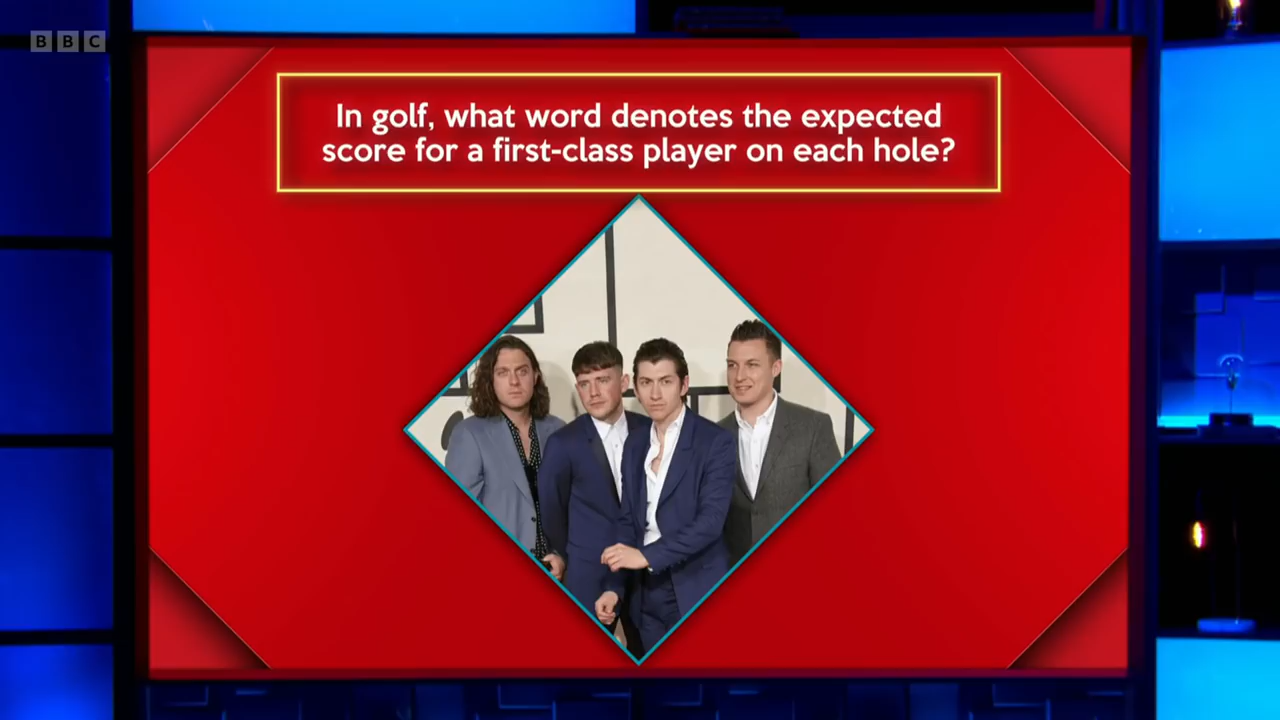 BBC
In golf, what word denotes the expected
score for a first-class player on each hole?